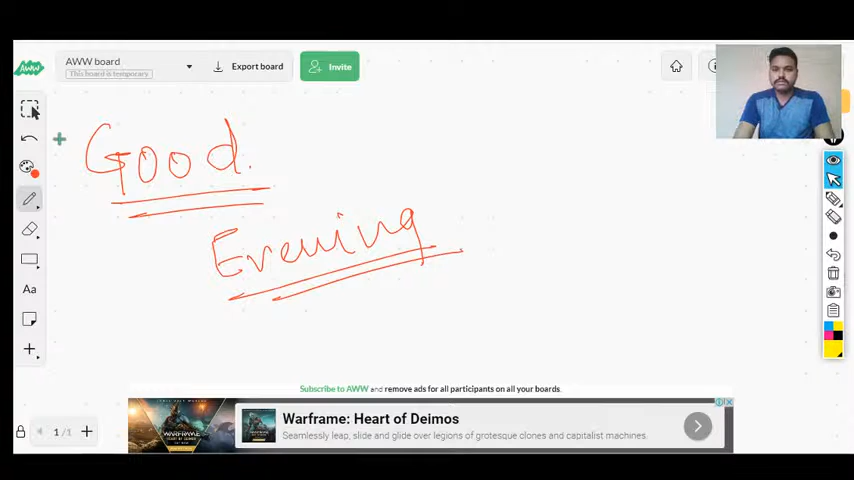 AWW
AWW board
This board is temporary
Export board
Invite
Good.
Evening
Aa
Subscribe to AWW and remove ads for all participants on all your boards.
WARFRAME
Warframe: Heart of Deimos
Seamlessly leap, slide and glide over legions of grotesque clones and capitalist machines.
1 / 1